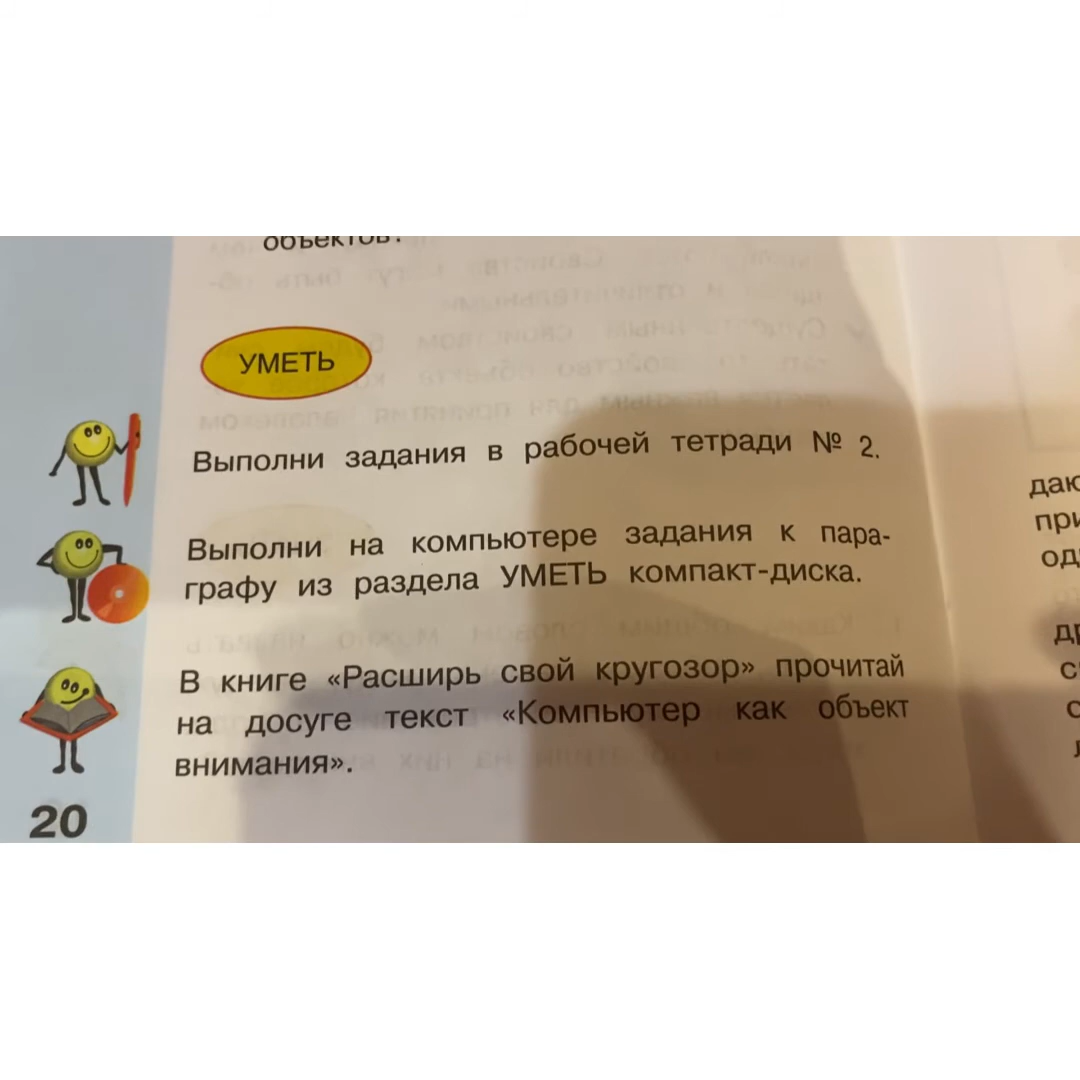 объектов?
УМЕТЬ
Выполни задания в рабочей тетради № 2.
Выполни на компьютере задания к пара-
графу из раздела УМЕТЬ компакт-диска.
В книге «Расширь свой кругозор» прочитай
на досуге текст «Компьютер как объект
внимания».
20